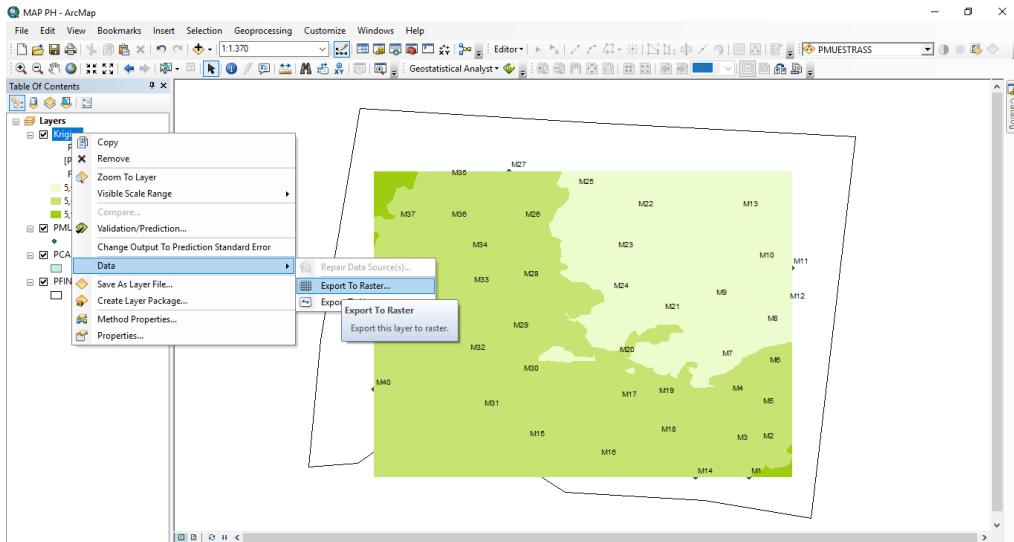 MAP PH - ArcMap
File Edit View Bookmarks Insert Selection Geoprocessing Customize Windows Help
1:1.370 Editor PMUESTRASS
Geostatistical Analyst
Table Of Contents
Catalog
Layers
Copy
Remove
Zoom To Layer
Visible Scale Range
Compare...
Validation/Prediction...
Change Output To Prediction Standard Error
Data
Save As Layer File...
Create Layer Package...
Method Properties...
Properties...
Repair Data Source(s)...
Export To Raster...
Export To Raster
Export this layer to raster.
M27
M35
M25
M22 M13
M37 M36 M26
M34 M23
M10 M11
M33 M28
M24 M9 M12
M21
M29 M8
M32 M20 M7
M30 M6
M40
M17 M19 M4
M31 M5
M15 M18 M3 M2
M16
M14 M1